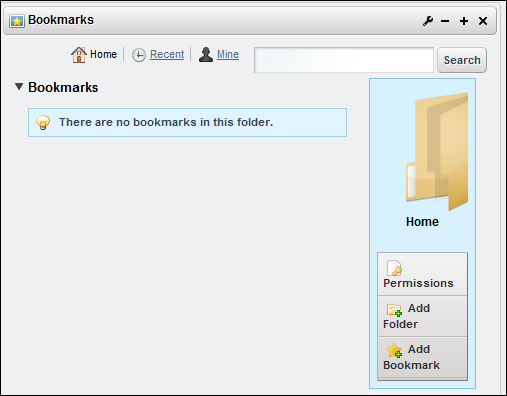 Bookmarks
Home Recent Mine Search
Bookmarks
There are no bookmarks in this folder.
Home
Permissions
Add
Folder
Add
Bookmark